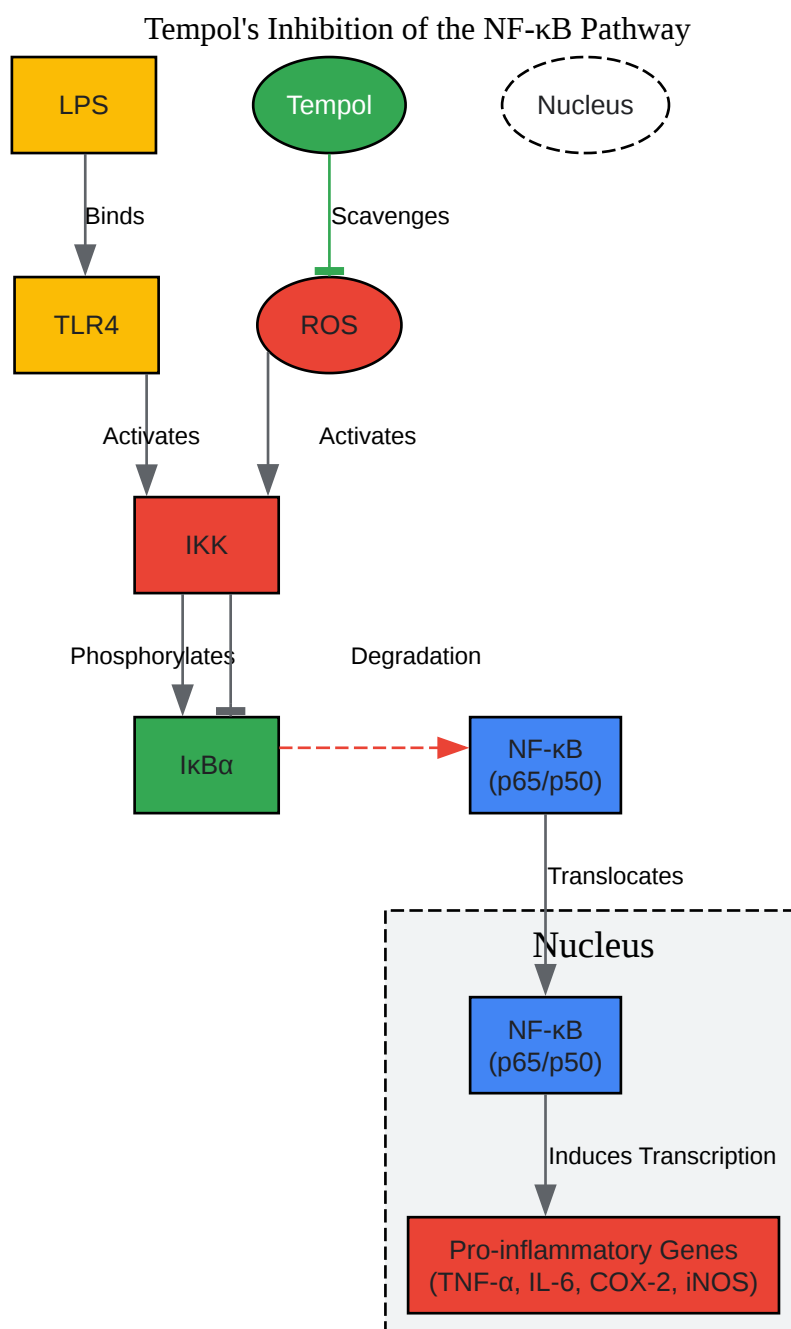 Tempol's Inhibition of the NF-κB Pathway
LPS
Tempol
Nucleus
Binds
Scavenges
TLR4
ROS
Activates
Activates
IKK
Phosphorylates
Degradation
IκBα
NF-κB
(p65/p50)
Translocates
Nucleus
NF-κB
(p65/p50)
Induces Transcription
Pro-inflammatory Genes
(TNF-α, IL-6, COX-2, iNOS)